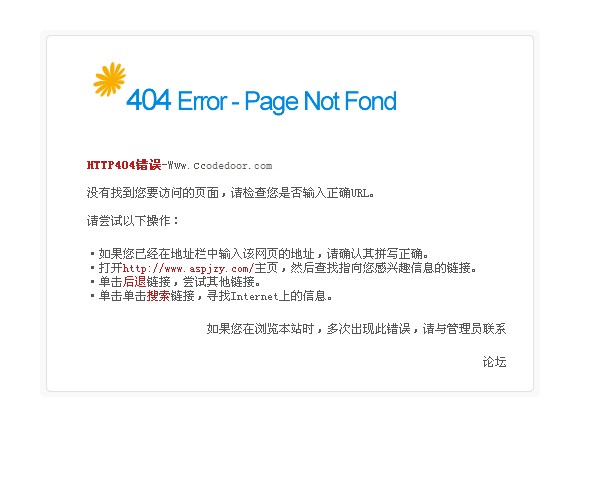 404 Error - Page Not Fond
HTTP404错误-Www.Ccodedoor.com
没有找到您要访问的页面，请检查您是否输入正确URL。
请尝试以下操作：
·如果您已经在地址栏中输入该网页的地址，请确认其拼写正确。
·打开http://www.aspjzy.com/主页，然后查找指向您感兴趣信息的链接。
·单击后退链接，尝试其他链接。
·单击单击搜索链接，寻找Internet上的信息。
如果您在浏览本站时，多次出现此错误，请与管理员联系
论坛